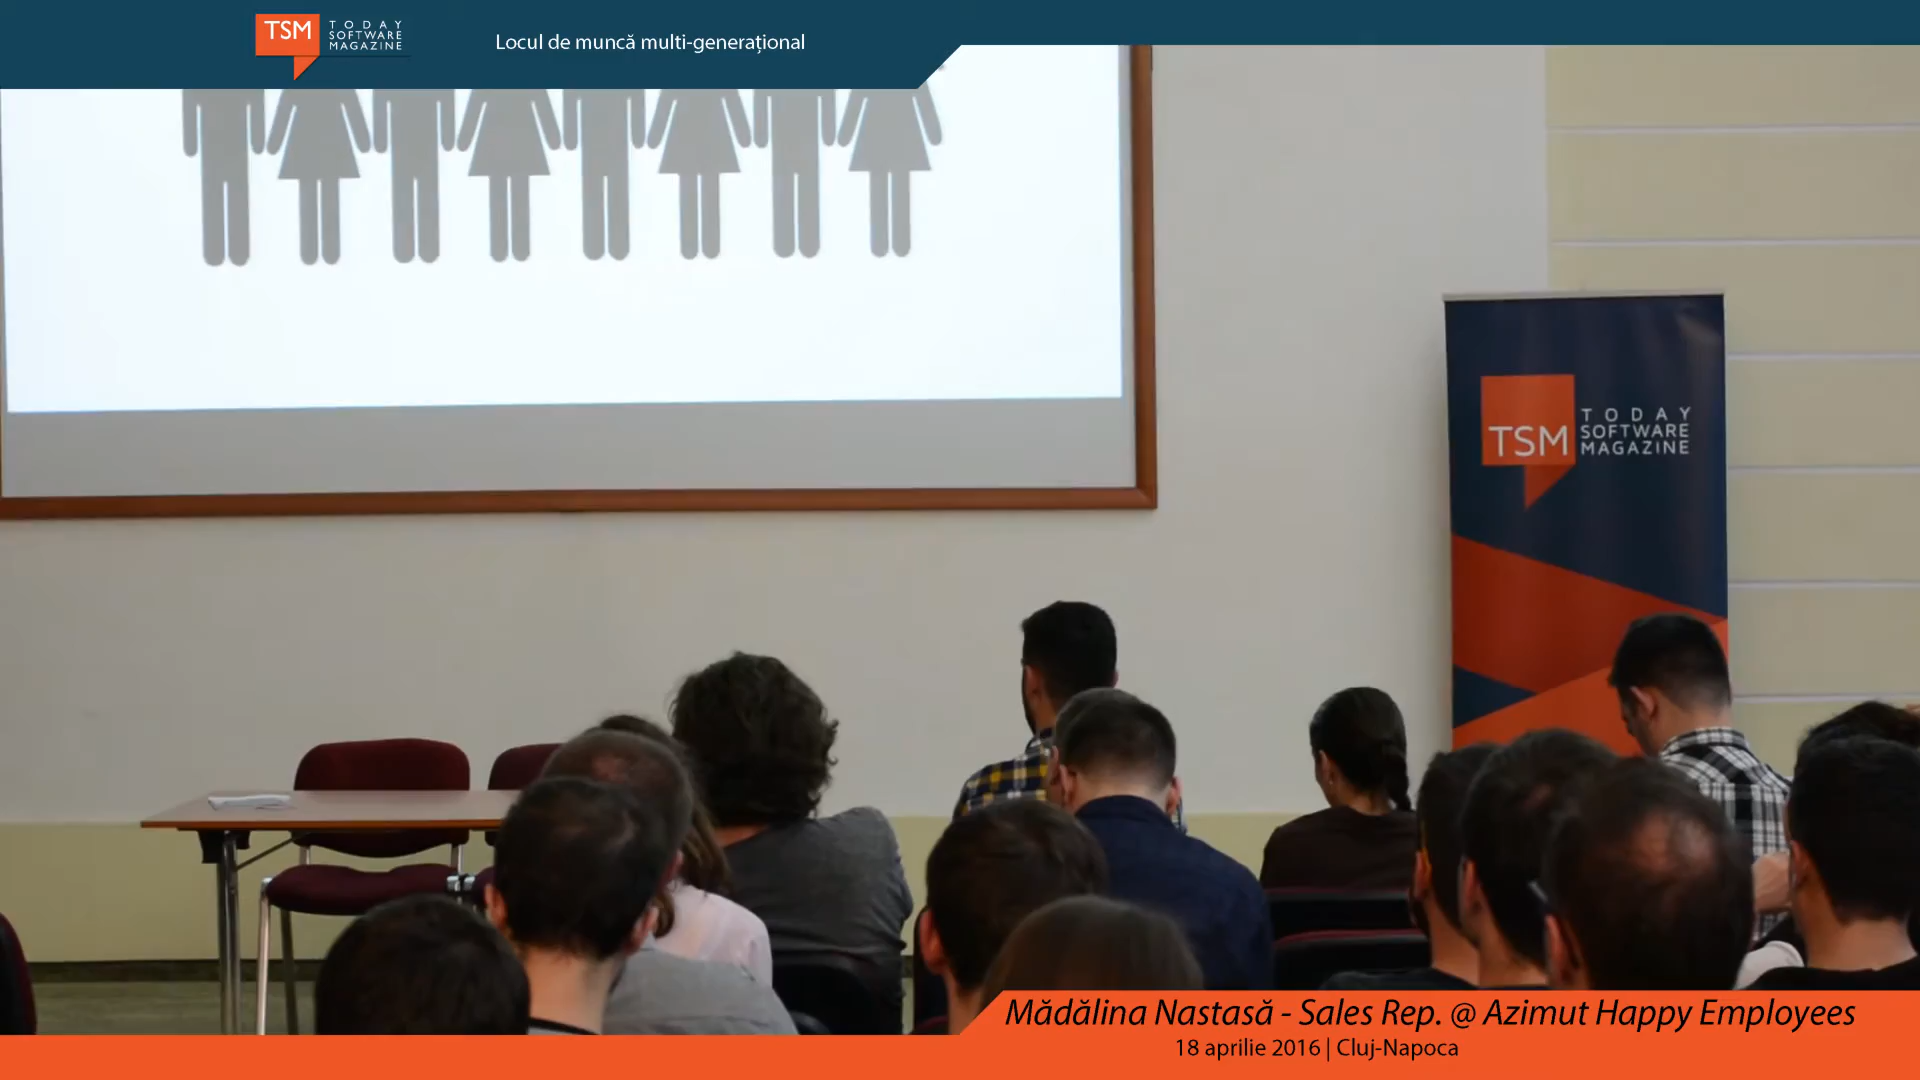 TSM
TODAY
SOFTWARE
MAGAZINE
Locul de muncă multi-generațional
TSM
TODAY
SOFTWARE
MAGAZINE
Mădălina Nastasă - Sales Rep. @ Azimut Happy Employees
18 aprilie 2016 | Cluj-Napoca